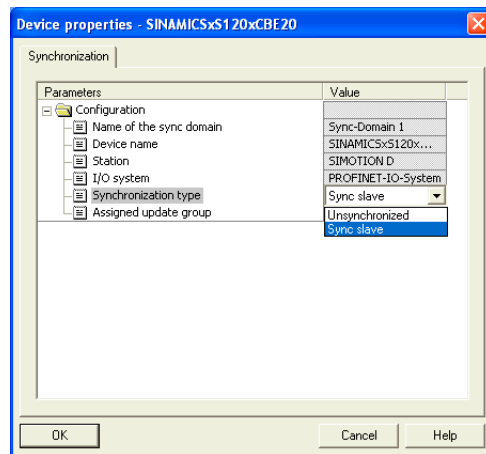 Device properties - SINAMICSxS120xCBE20
Synchronization
Parameters Value
Configuration
Name of the sync domain Sync-Domain 1
Device name SINAMICSxS120x...
Station SIMOTION D
I/O system PROFINET-IO-System
Synchronization type Sync slave
Assigned update group Unsynchronized
Sync slave
OK Cancel Help